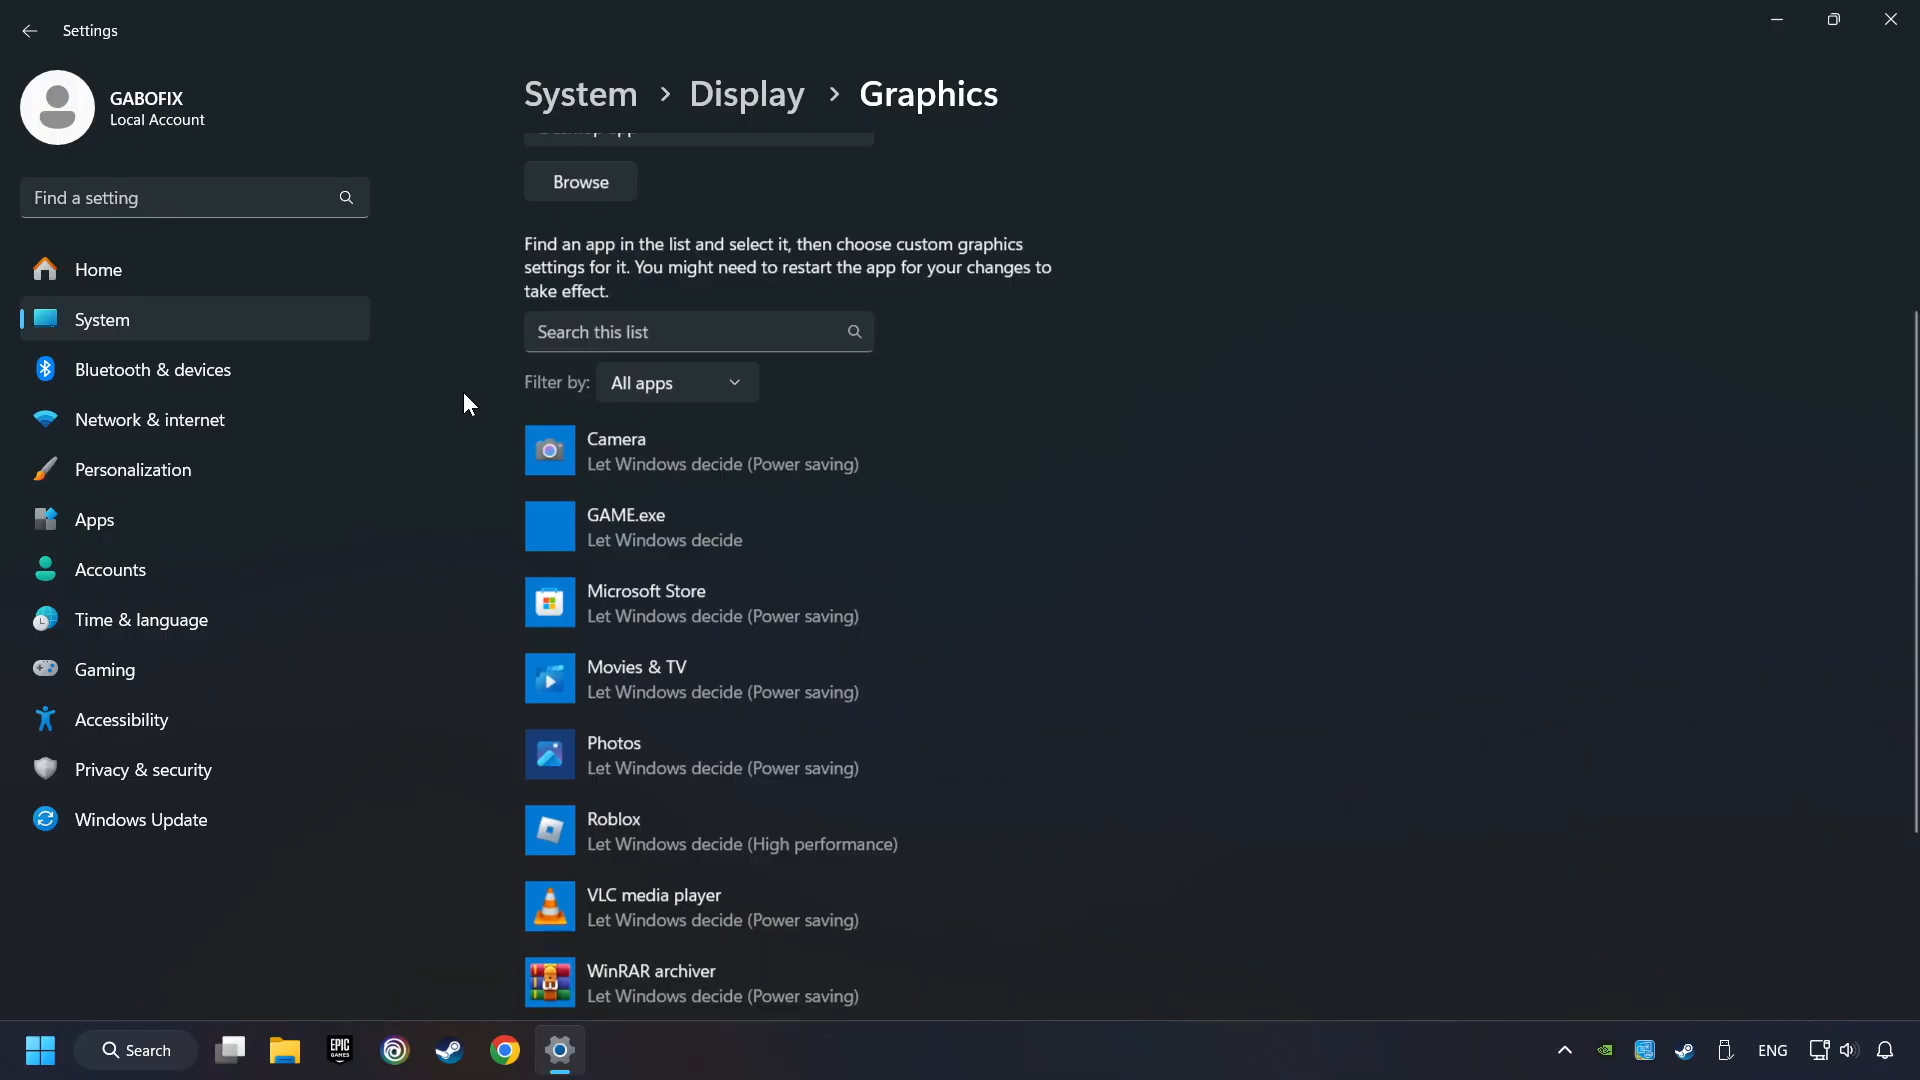 Settings
GABOFIX
Local Account
Find a setting
Home
System
Bluetooth & devices
Network & internet
Personalization
Apps
Accounts
Time & language
Gaming
Accessibility
Privacy & security
Windows Update
System > Display > Graphics
Browse
Find an app in the list and select it, then choose custom graphics
settings for it. You might need to restart the app for your changes to
take effect.
Search this list
Filter by: All apps
Camera
Let Windows decide (Power saving)
GAME.exe
Let Windows decide
Microsoft Store
Let Windows decide (Power saving)
Movies & TV
Let Windows decide (Power saving)
Photos
Let Windows decide (Power saving)
Roblox
Let Windows decide (High performance)
VLC media player
Let Windows decide (Power saving)
WinRAR archiver
Let Windows decide (Power saving)
Search
EPIC
GAMES
ENG